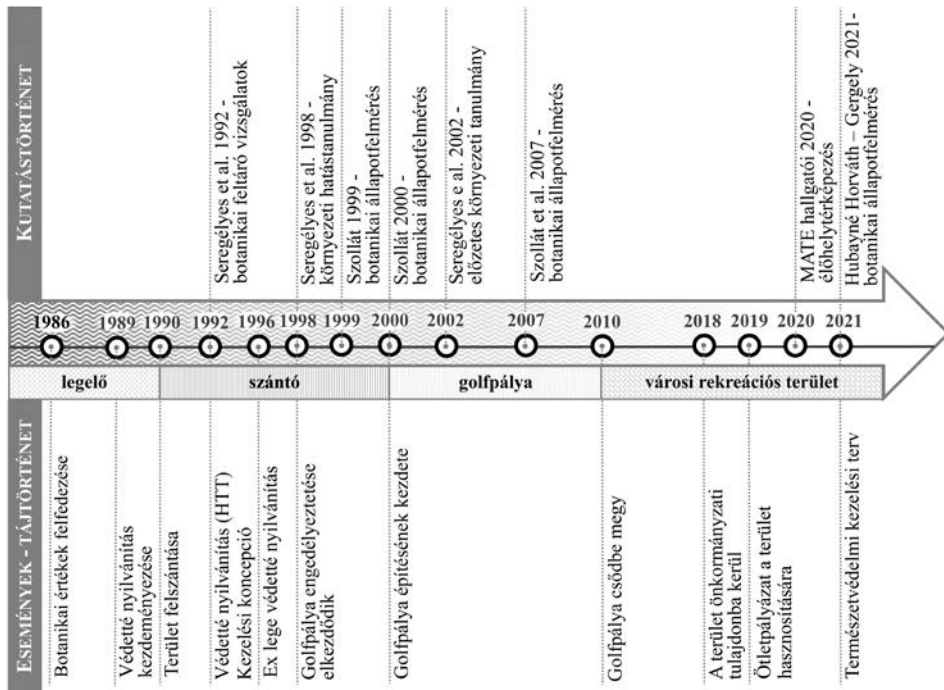 KUTATÁSTÖRTÉNET
Seregélyes et al. 1992 -
botanikai feltáró vizsgálatok
Seregélyes et al. 1998 -
környezeti hatástanulmány
Szollát 1999 -
botanikai állapotfelmérés
Szollát 2000 -
botanikai állapotfelmérés
Seregélyes e al. 2002 -
előzetes környezeti tanulmány
Szollát et al. 2007 -
botanikai állapotfelmérés
MATE hallgatói 2020 -
élőhelytérképezés
Hubayné Horváth – Gergely 2021-
botanikai állapotfelmérés
1986 1989 1990 1992 1996 1998 1999 2000 2002 2007 2010 2018 2019 2020 2021
legelő szántó golfpálya városi rekreációs terület
ESEMÉNYEK - TÁJTÖRTÉNET
Botanikai értékek felfedezése
Védetté nyilvánítás
kezdeményezése
Terület felszántása
Védetté nyilvánítás (HTT)
Kezelési koncepció
Ex lege védetté nyilvánítás
Golfpálya engedélyeztetése
elkezdődik
Golfpálya építésének kezdete
Golfpálya csődbe megy
A terület önkormányzati
tulajdonba kerül
Ötletpályázat a terület
hasznosítására
Természetvédelmi kezelési terv